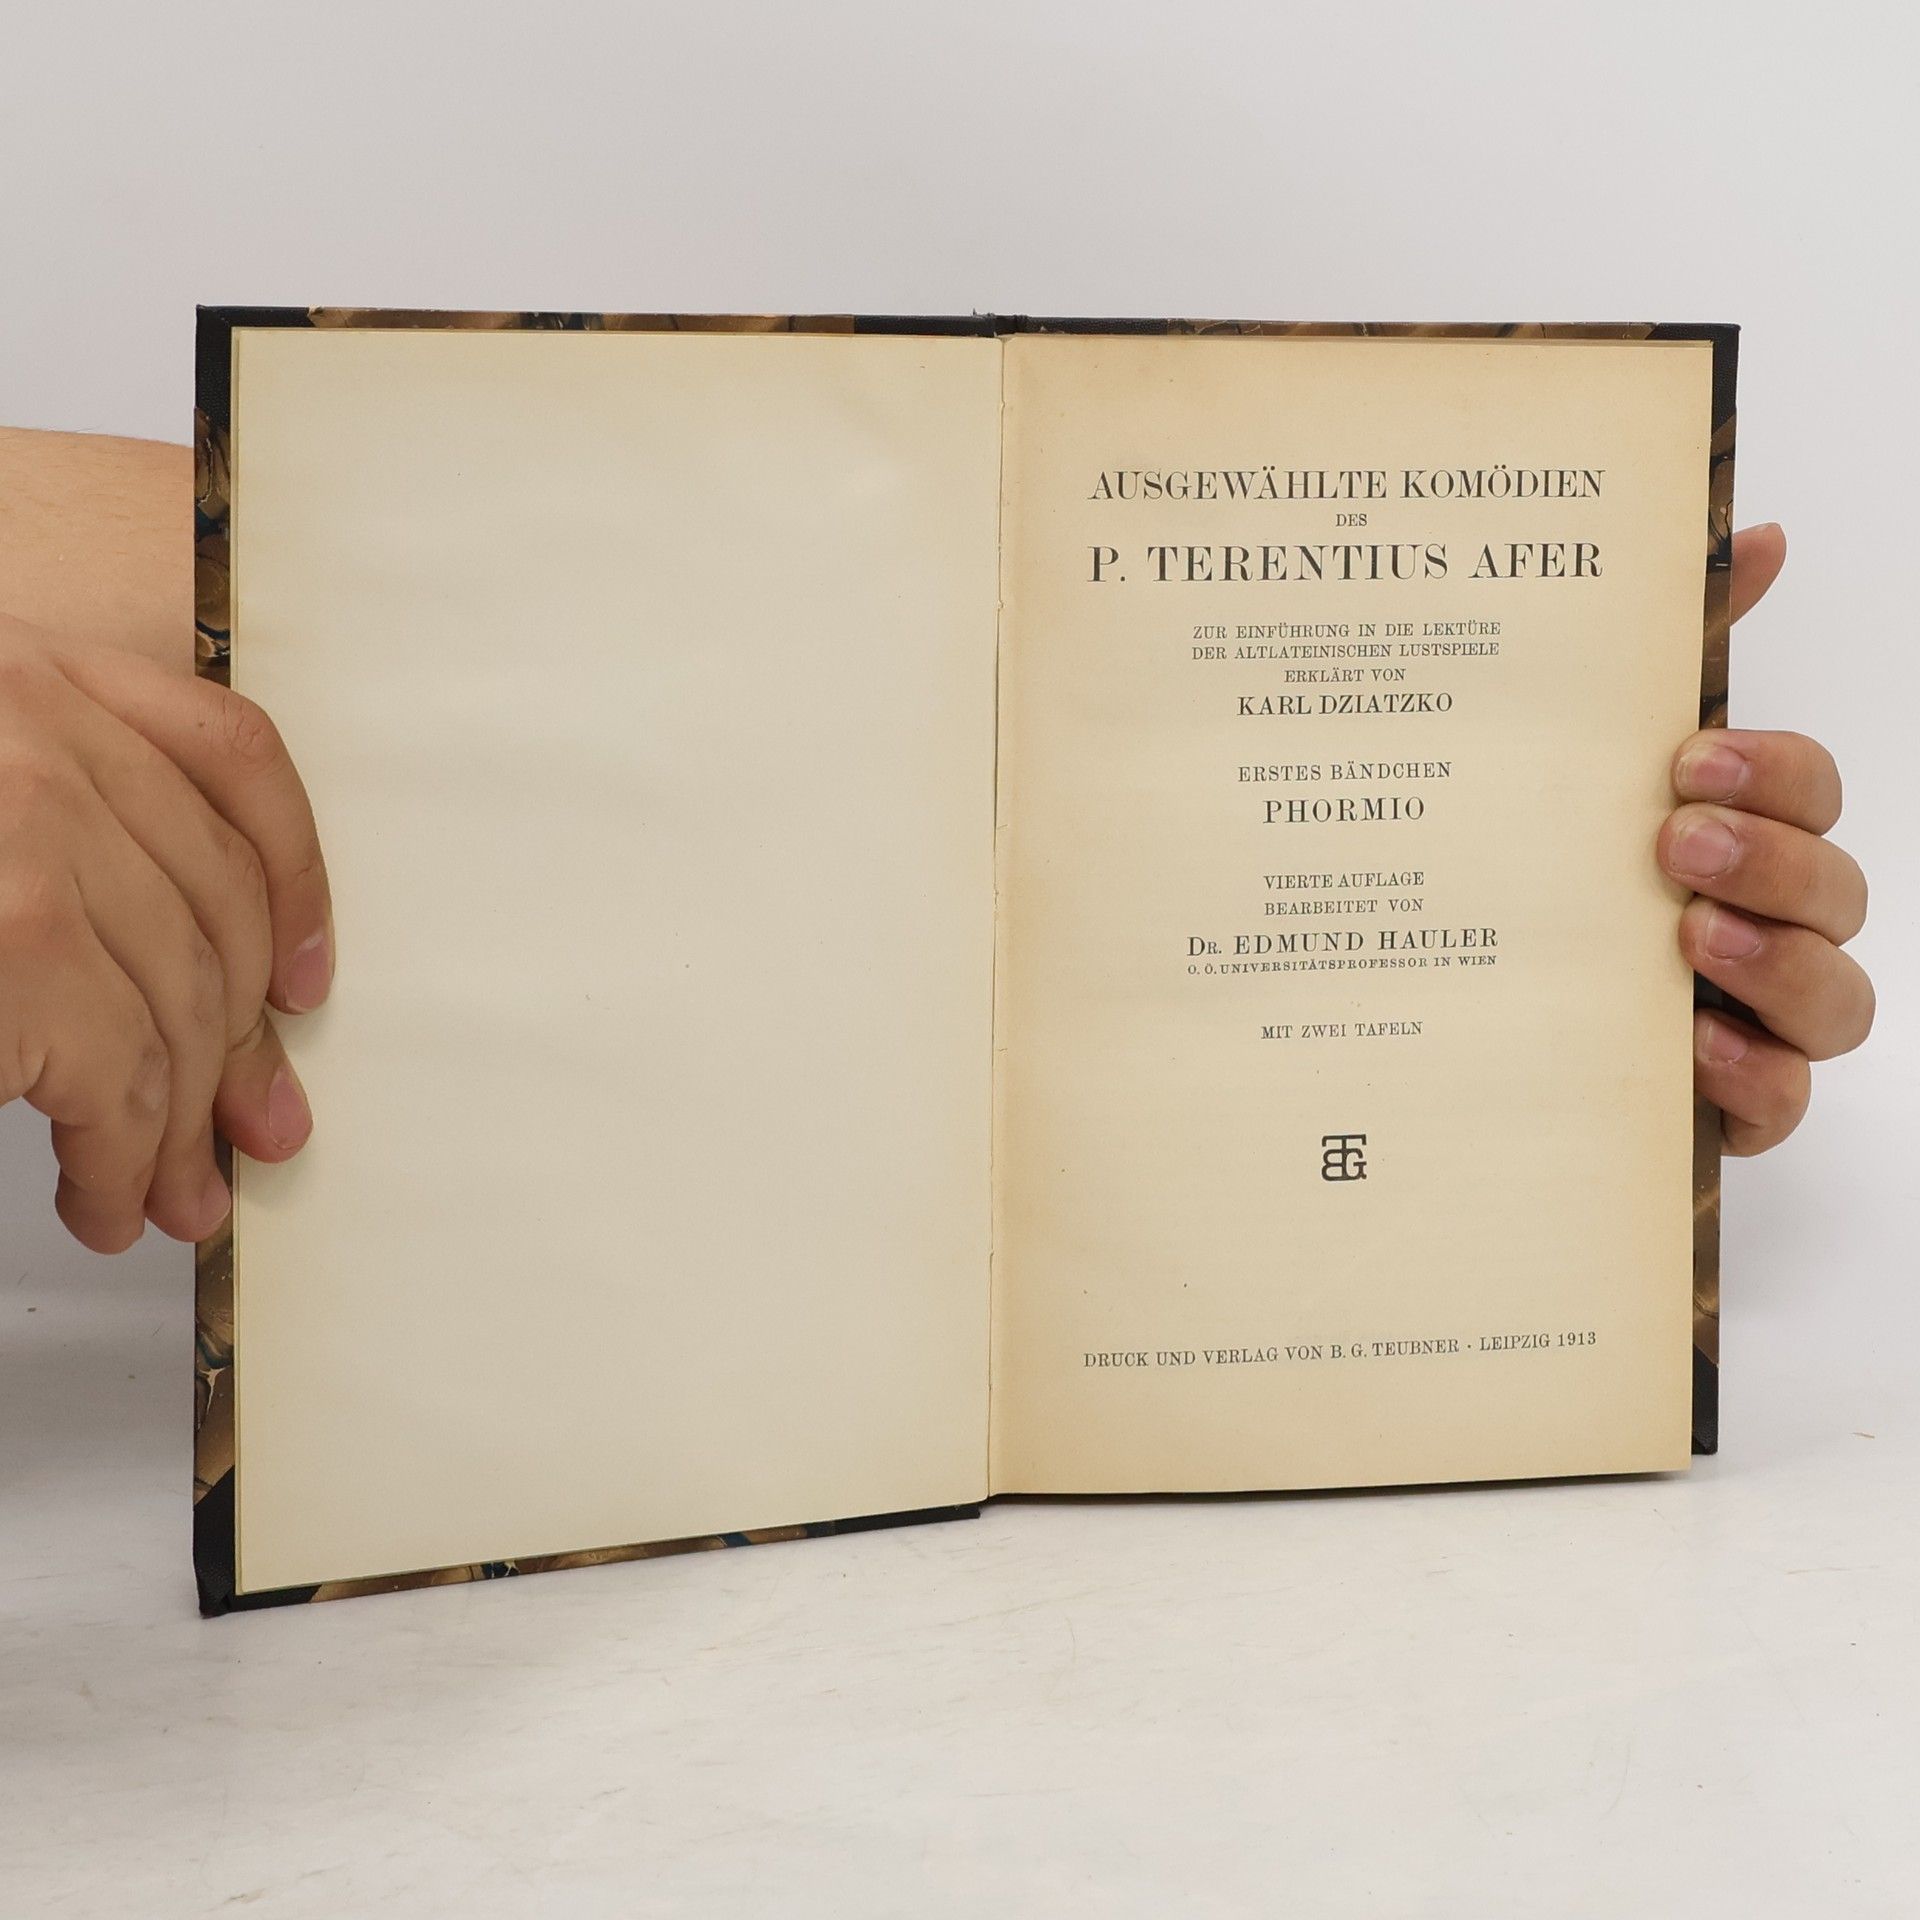 AUSGEWÄHLTE KOMÖDIEN
DES
P. TERENTIUS AFER
ZUR EINFÜHRUNG IN DIE LEKTÜRE
DER ALTLATEINISCHEN LUSTSPIELE
ERKLÄRT VON
KARL DZIATZKO
ERSTES BÄNDCHEN
PHORMIO
VIERTE AUFLAGE
BEARBEITET VON
DR. EDMUND HAULER
O. Ö. UNIVERSITÄTSPROFESSOR IN WIEN
MIT ZWEI TAFELN
BTG
DRUCK UND VERLAG VON B. G. TEUBNER · LEIPZIG 1913